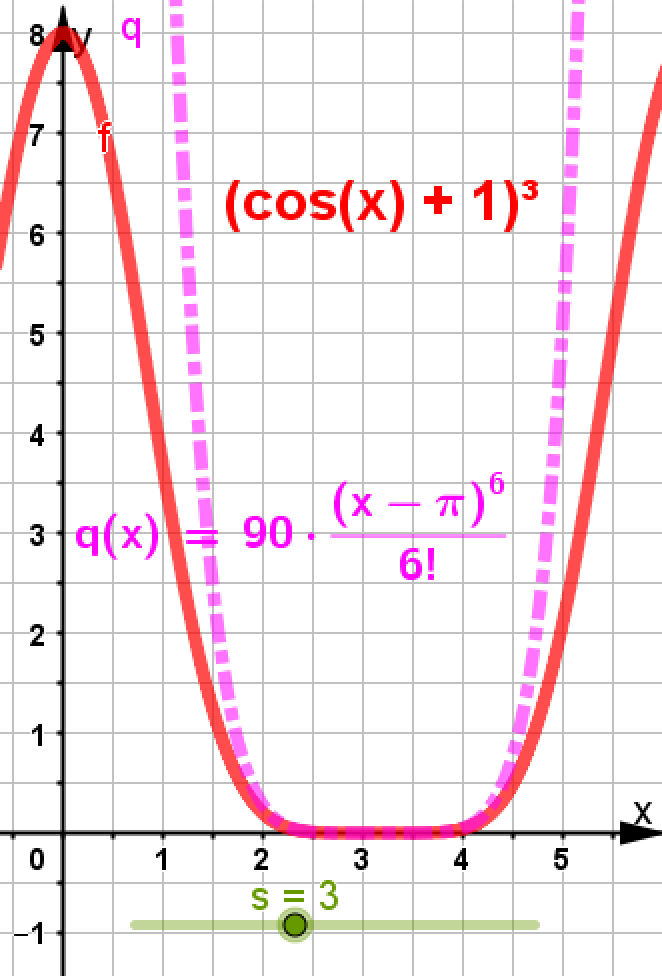 8
y
q
7
f
(cos(x) + 1)³
6
5
4
q(x) = 90 · (x − π)⁶ / 6!
3
2
1
x
0
1
2
3
4
5
s = 3
−1